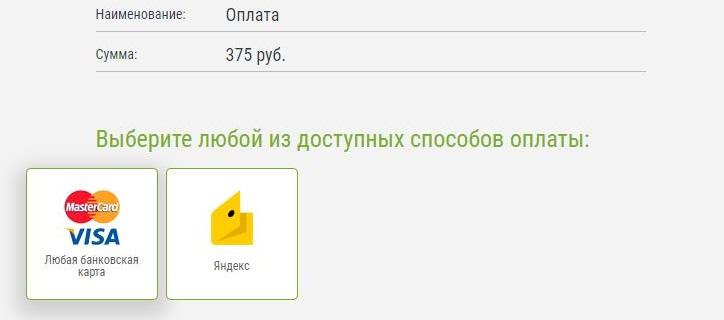 Наименование: Оплата
Сумма: 375 руб.
Выберите любой из доступных способов оплаты:
MasterCard
VISA
Любая банковская
карта
Яндекс